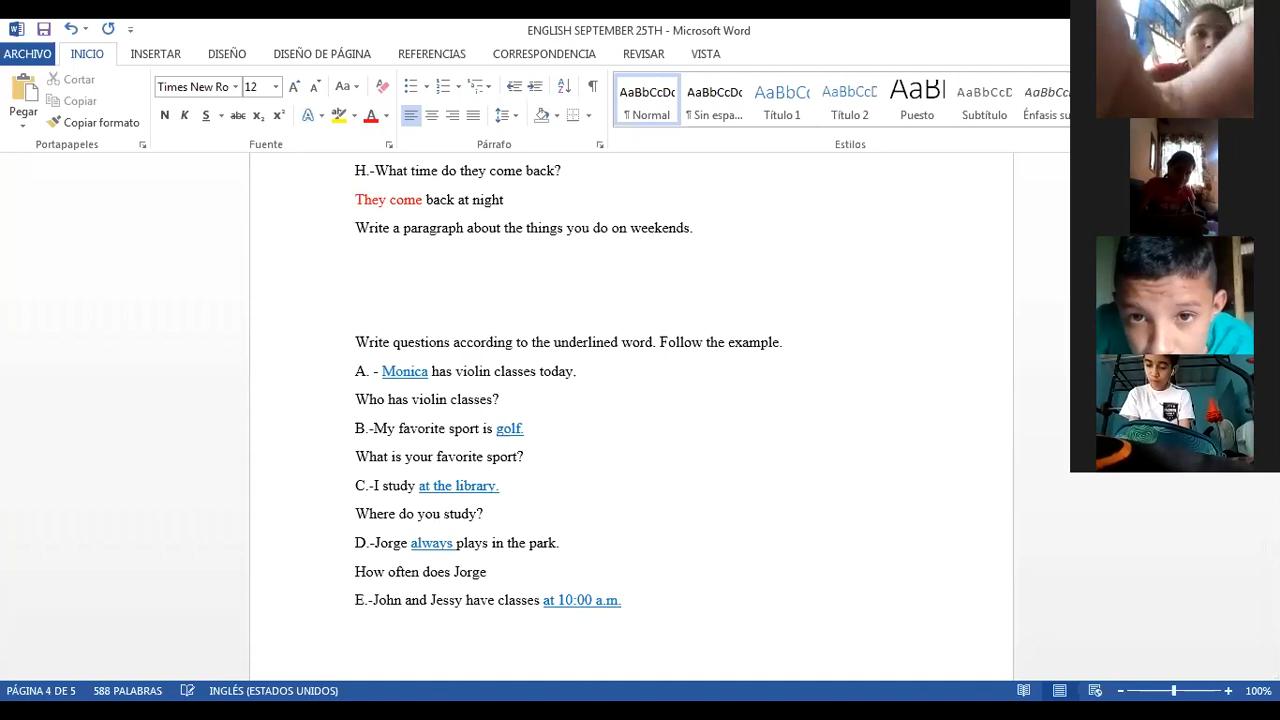 ENGLISH SEPTEMBER 25TH - Microsoft Word
ARCHIVO INICIO INSERTAR DISEÑO DISEÑO DE PÁGINA REFERENCIAS CORRESPONDENCIA REVISAR VISTA
Pegar
Cortar
Copiar
Copiar formato
Portapapeles
Times New Ro 12
Aa
N K S abc x₂ x² A A
Fuente
Párrafo
AaBbCcDc AaBbCcDc AaBbCc AaBbCcD AaBl AaBbCcD AaBbCcDc
¶ Normal ¶ Sin espa... Título 1 Título 2 Puesto Subtítulo Énfasis su
Estilos
H.-What time do they come back?
They come back at night
Write a paragraph about the things you do on weekends.
Write questions according to the underlined word. Follow the example.
A. - Monica has violin classes today.
Who has violin classes?
B.-My favorite sport is golf.
What is your favorite sport?
C.-I study at the library.
Where do you study?
D.-Jorge always plays in the park.
How often does Jorge
E.-John and Jessy have classes at 10:00 a.m.
PÁGINA 4 DE 5 588 PALABRAS INGLÉS (ESTADOS UNIDOS) 100%